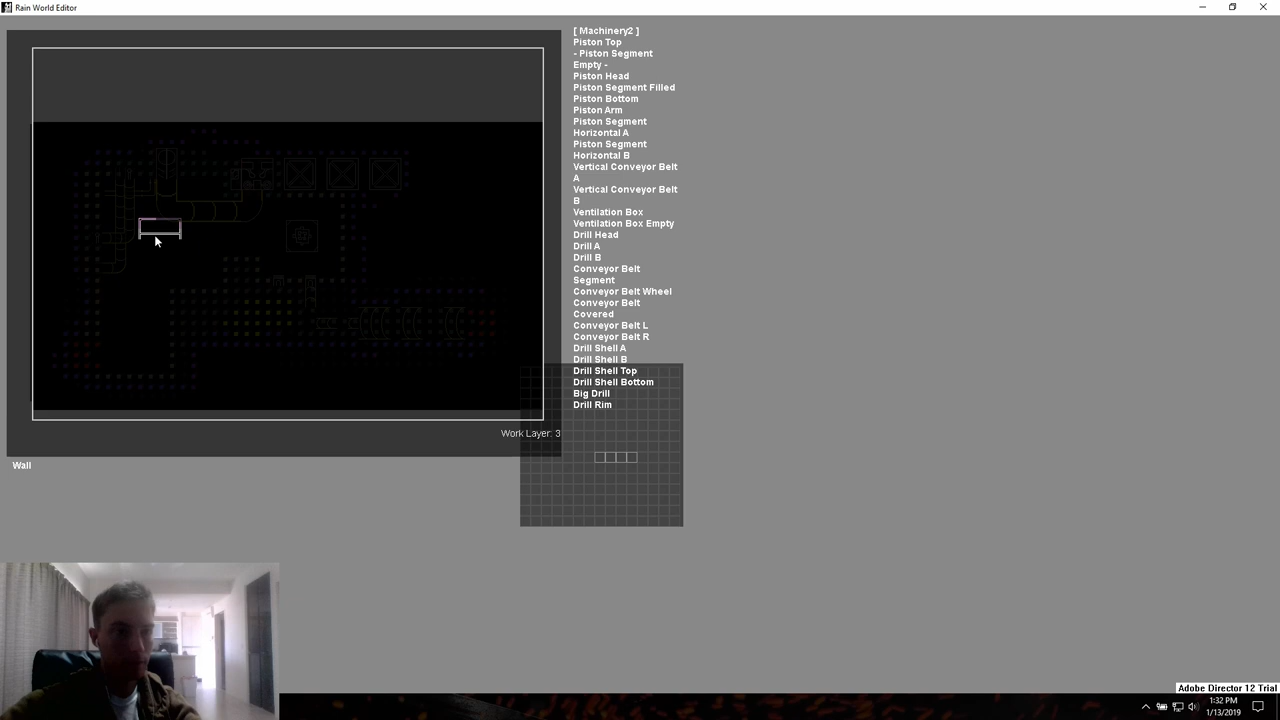 Rain World Editor
[ Machinery2 ]
Piston Top
- Piston Segment
Empty -
Piston Head
Piston Segment Filled
Piston Bottom
Piston Arm
Piston Segment
Horizontal A
Piston Segment
Horizontal B
Vertical Conveyor Belt
A
Vertical Conveyor Belt
B
Ventilation Box
Ventilation Box Empty
Drill Head
Drill A
Drill B
Conveyor Belt
Segment
Conveyor Belt Wheel
Conveyor Belt
Covered
Conveyor Belt L
Conveyor Belt R
Drill Shell A
Drill Shell B
Drill Shell Top
Drill Shell Bottom
Big Drill
Drill Rim
Work Layer: 3
Wall
Adobe Director 12 Trial
1:32 PM
1/13/2019